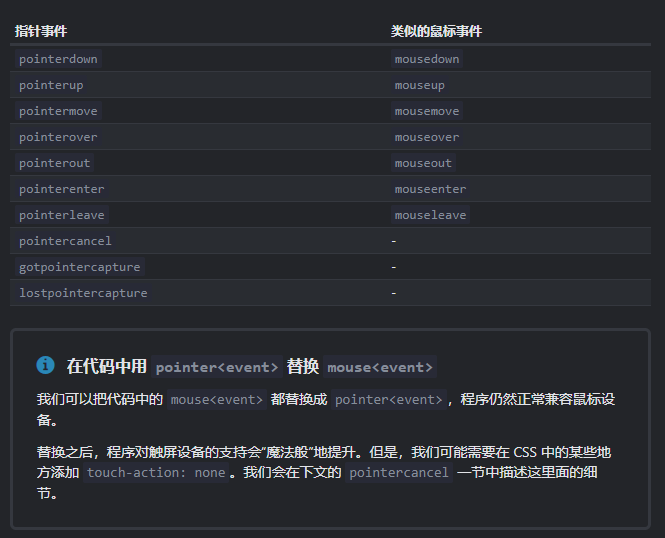 指针事件 类似的鼠标事件
pointerdown mousedown
pointerup mouseup
pointermove mousemove
pointerover mouseover
pointerout mouseout
pointerenter mouseenter
pointerleave mouseleave
pointercancel -
gotpointercapture -
lostpointercapture -
在代码中用 pointer<event> 替换 mouse<event>
我们可以把代码中的 mouse<event> 都替换成 pointer<event>，程序仍然正常兼容鼠标设
备。
替换之后，程序对触屏设备的支持会“魔法般”地提升。但是，我们可能需要在 CSS 中的某些地
方添加 touch-action: none。我们会在下文的 pointercancel 一节中描述这里面的细
节。